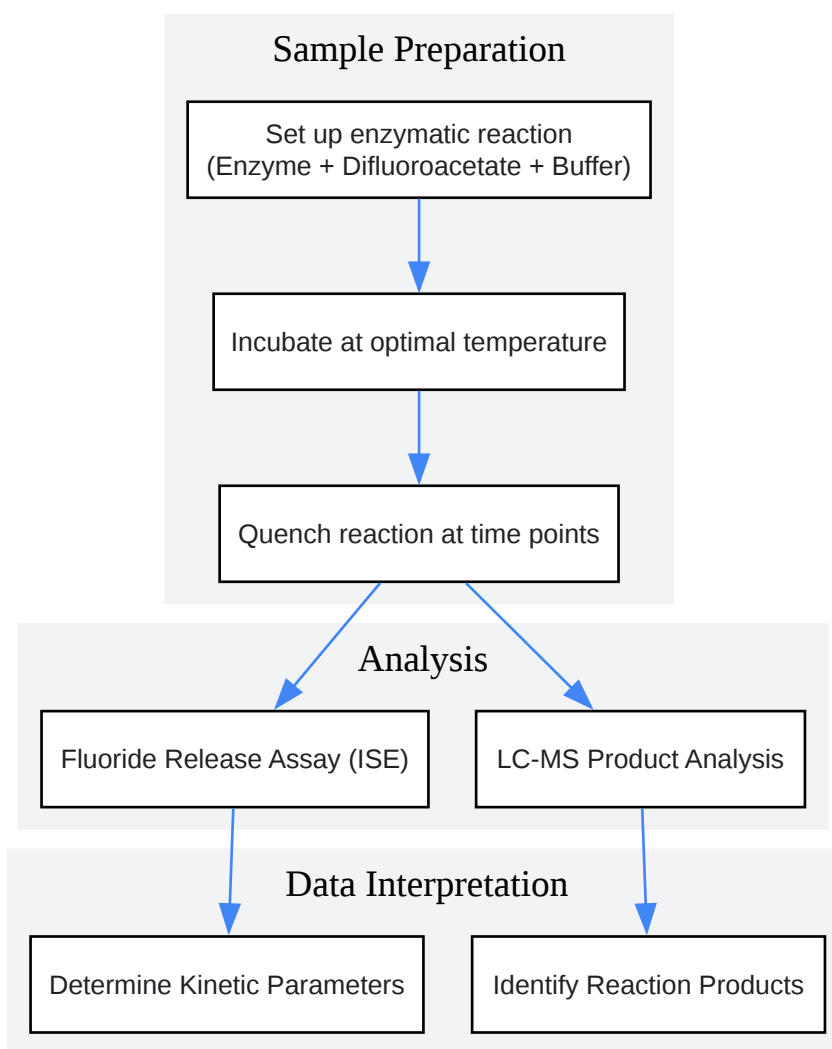 Sample Preparation
Set up enzymatic reaction
(Enzyme + Difluoroacetate + Buffer)
Incubate at optimal temperature
Quench reaction at time points
Analysis
Fluoride Release Assay (ISE)
LC-MS Product Analysis
Data Interpretation
Determine Kinetic Parameters
Identify Reaction Products